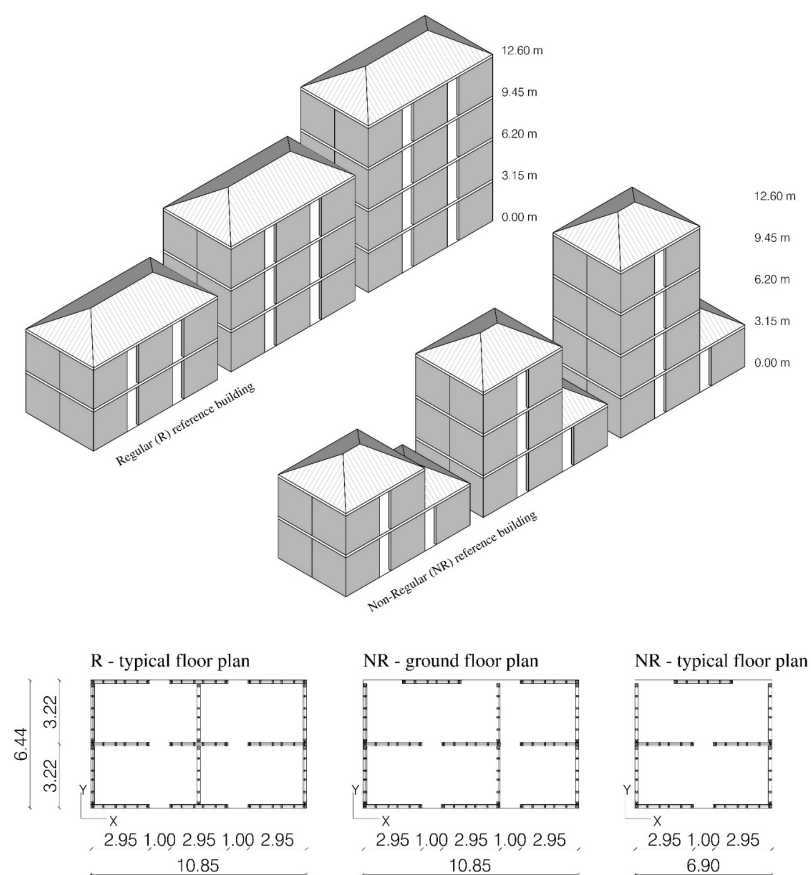 12.60 m
9.45 m
6.20 m
3.15 m
0.00 m
Regular (R) reference building
12.60 m
9.45 m
6.20 m
3.15 m
0.00 m
Non-Regular (NR) reference building
R - typical floor plan
NR - ground floor plan
NR - typical floor plan
6.44
3.22
3.22
Y
X
2.95 1.00 2.95 1.00 2.95
10.85
Y
X
2.95 1.00 2.95 1.00 2.95
10.85
Y
X
2.95 1.00 2.95
6.90